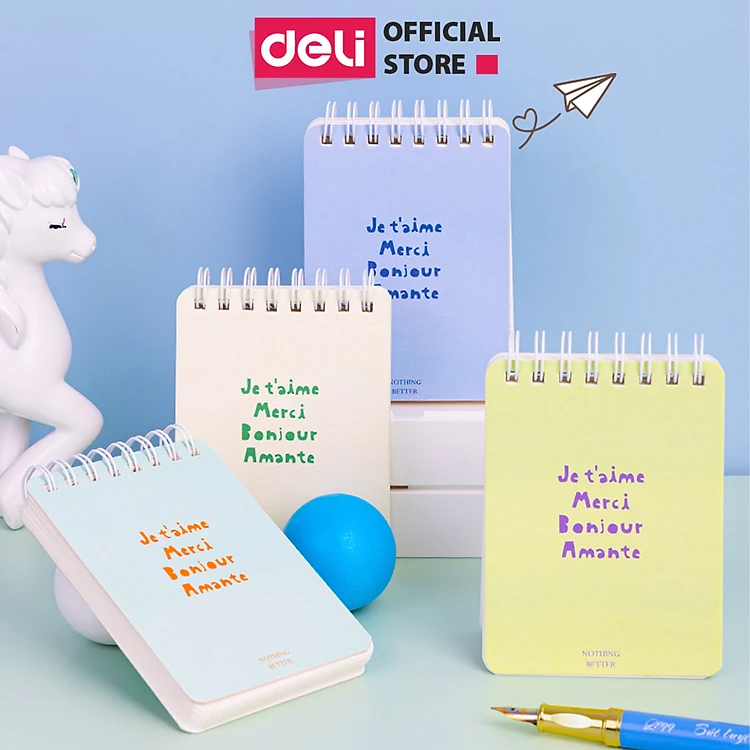 deli OFFICIAL
STORE
Je t'aime
Merci
Bonjour
Amante
NOTHING
BETTER
Je t'aime
Merci
Bonjour
Amante
Je t'aime
Merci
Bonjour
Amante
NOTHING
BETTER
Je t'aime
Merci
Bonjour
Amante
NOTHING
BETTER
Bút